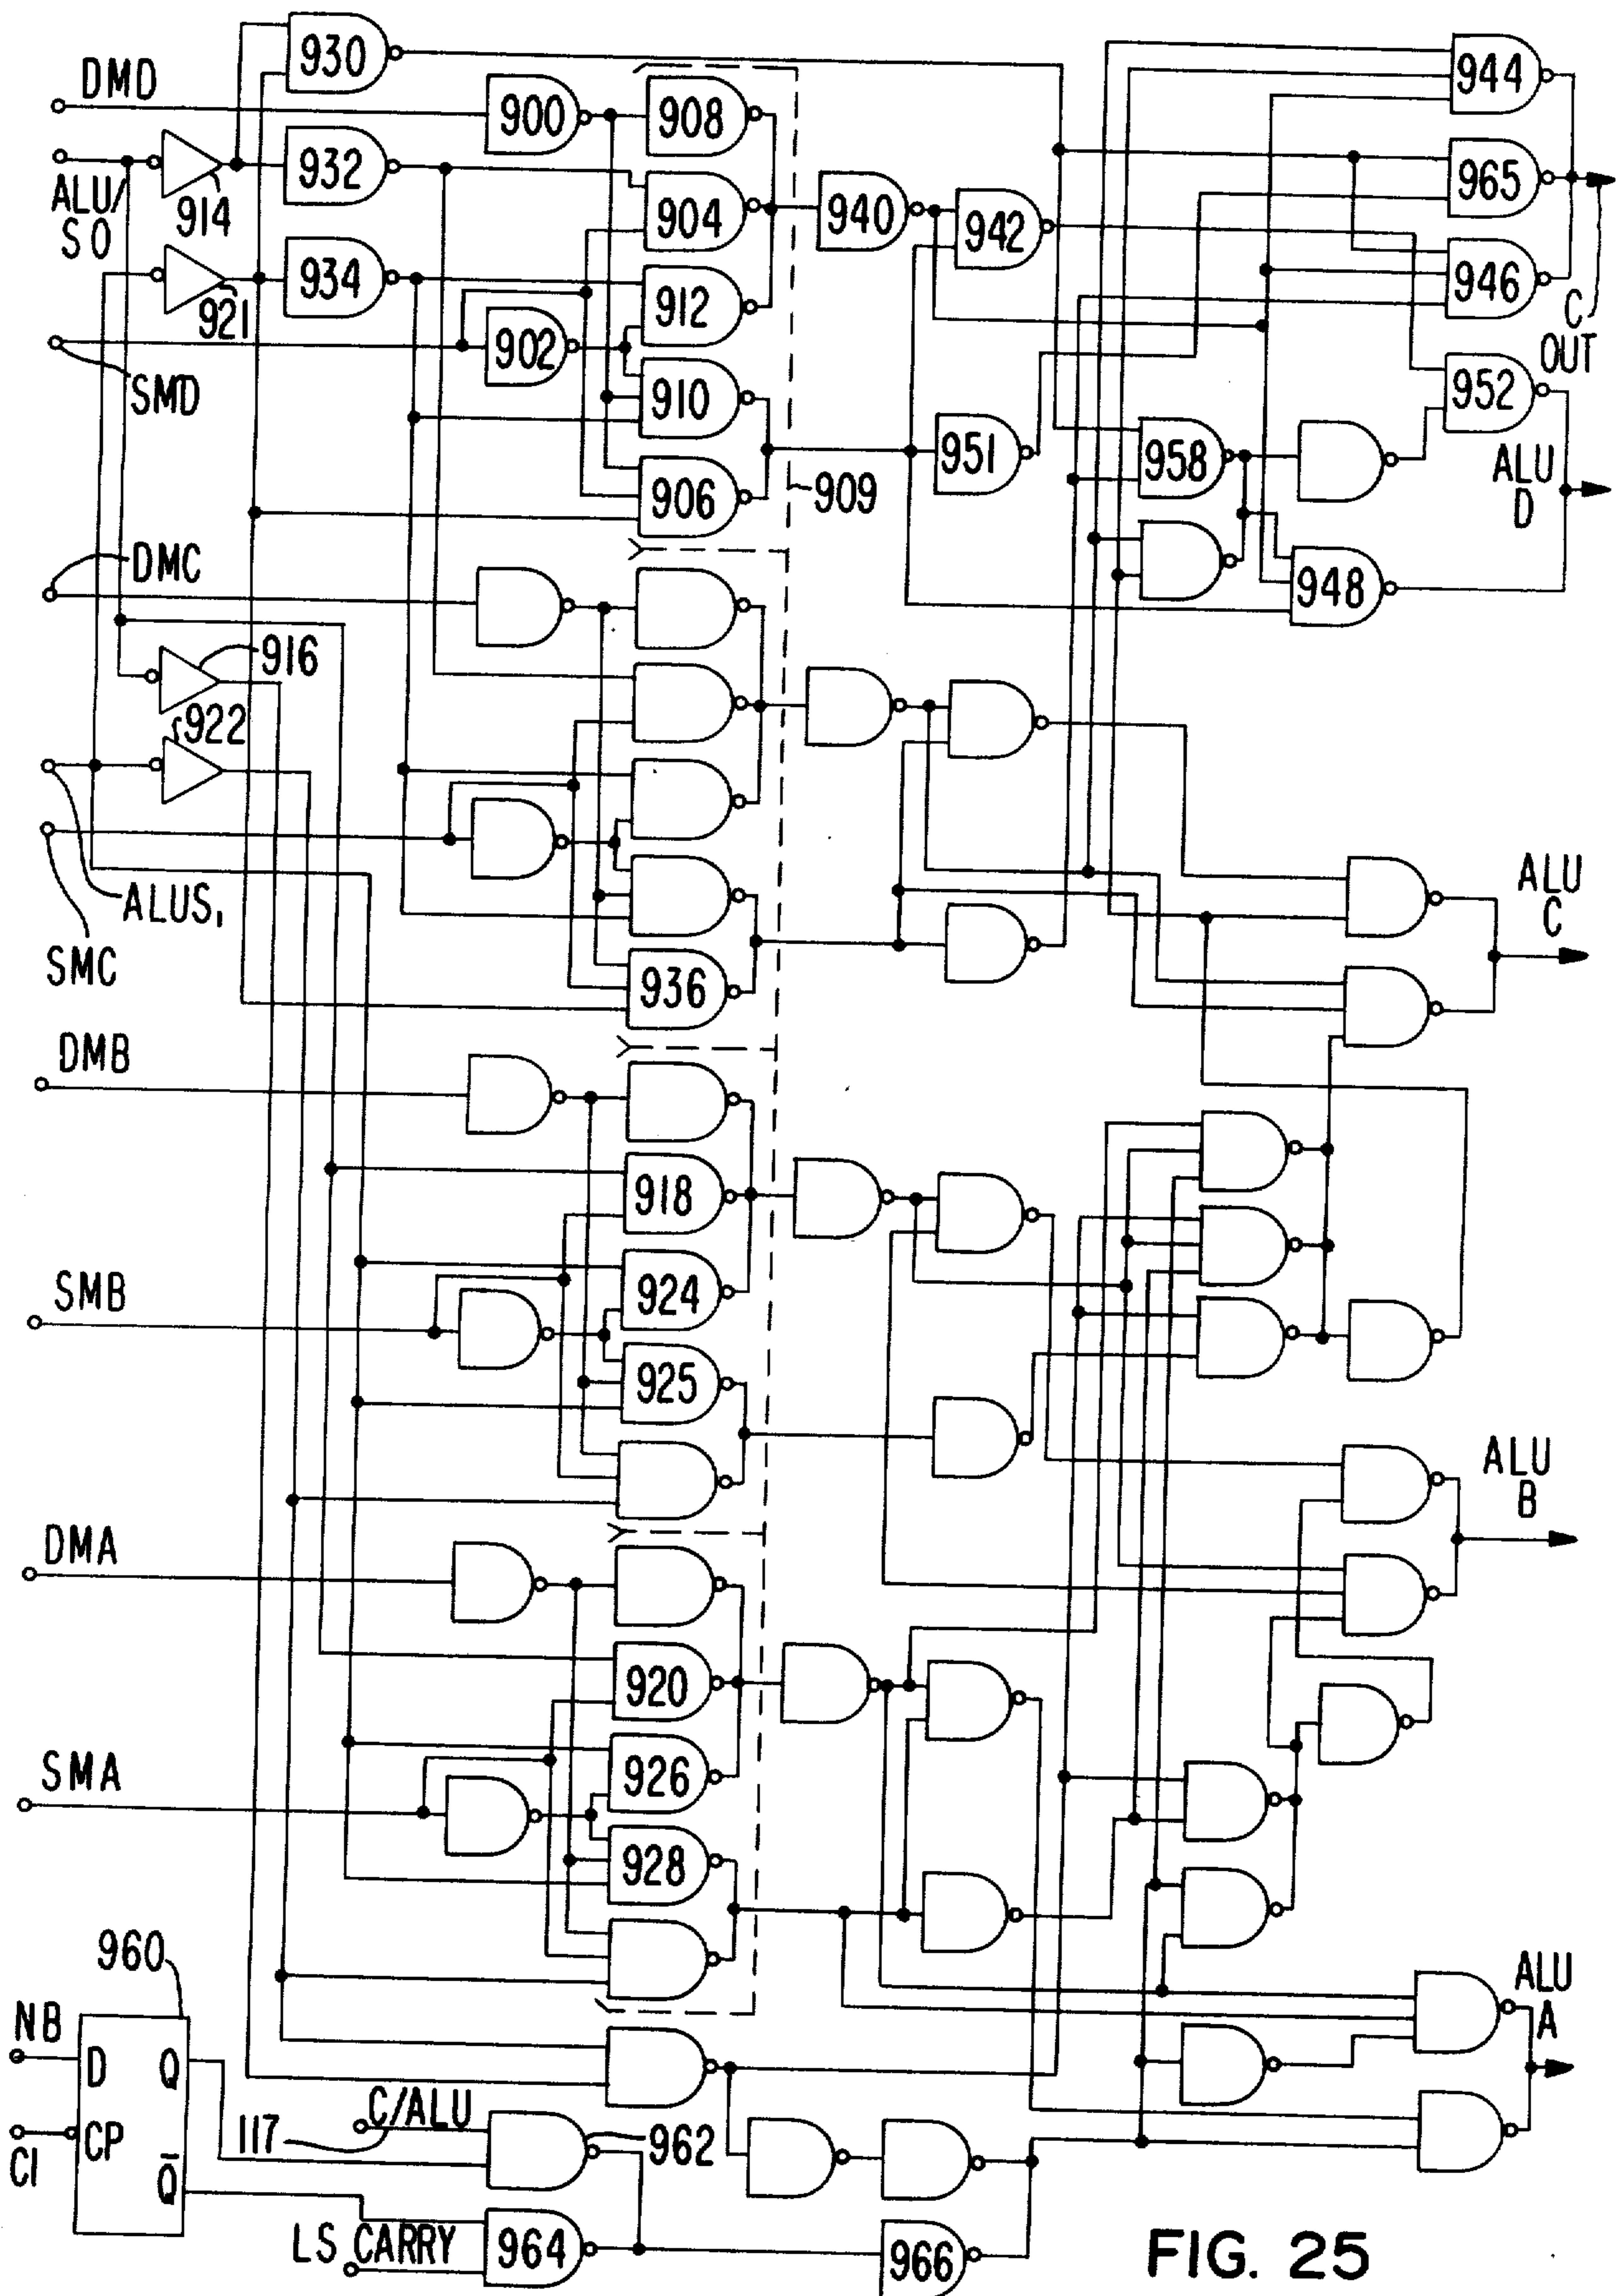 930
DMD
900
908
944
ALU/
S0
914
932
904
940
942
965
921
934
912
946
C
OUT
902
SMD
910
951
952
958
ALU
D
906
909
DMC
948
916
922
ALUS₁
SMC
936
ALU
C
DMB
918
SMB
924
925
ALU
B
DMA
920
SMA
926
928
960
NB
D
Q
ALU
A
C1
CP
Q̅
117
C/ALU
962
LS CARRY
964
966
FIG. 25